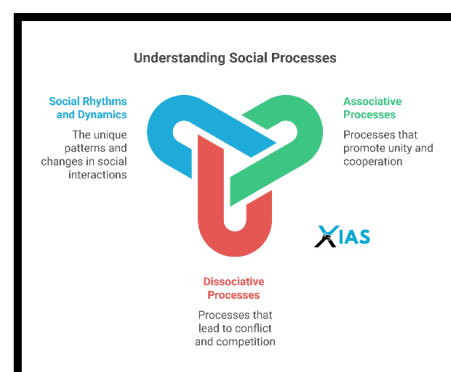 Understanding Social Processes
Social Rhythms
and Dynamics
The unique
patterns and
changes in social
interactions
Associative
Processes
Processes that
promote unity and
cooperation
XIAS
Dissociative
Processes
Processes that
lead to conflict
and competition